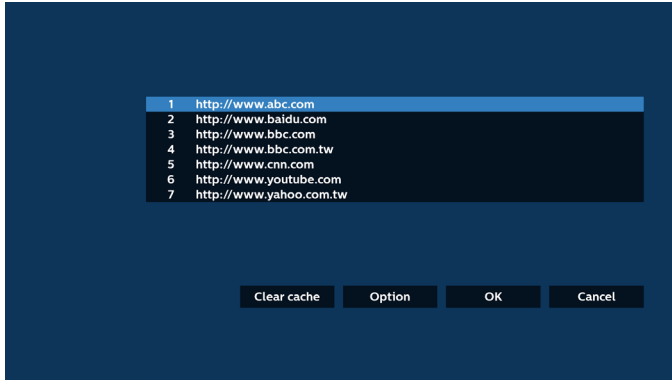 1 http://www.abc.com
2 http://www.baidu.com
3 http://www.bbc.com
4 http://www.bbc.com.tw
5 http://www.cnn.com
6 http://www.youtube.com
7 http://www.yahoo.com.tw
Clear cache Option OK Cancel